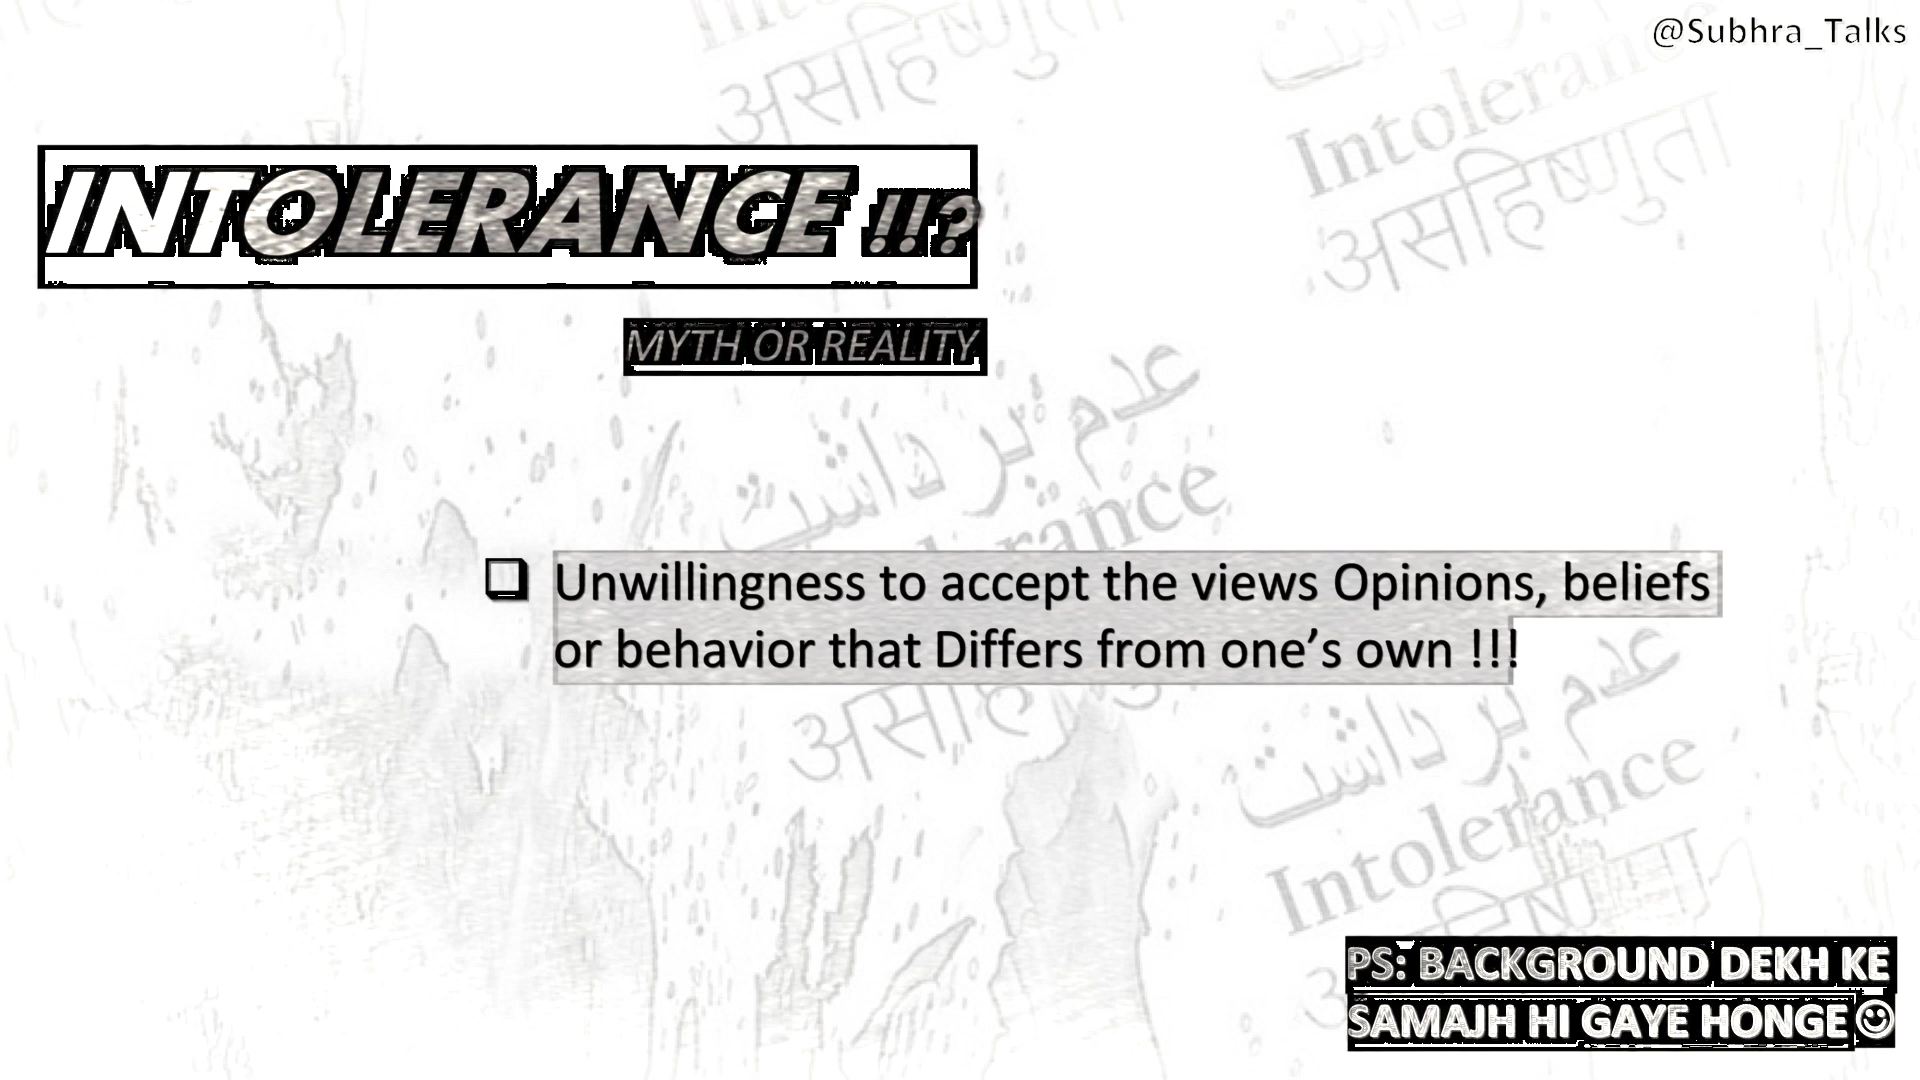 @Subhra_Talks
Intolerance
असहिष्णुता
Intolerance
असहिष्णुता
INTOLERANCE !!?
MYTH OR REALITY
عدم برداشت
❑ Unwillingness to accept the views Opinions, beliefs
or behavior that Differs from one’s own !!!
عدم برداشت
Intolerance
PS: BACKGROUND DEKH KE
SAMAJH HI GAYE HONGE☺